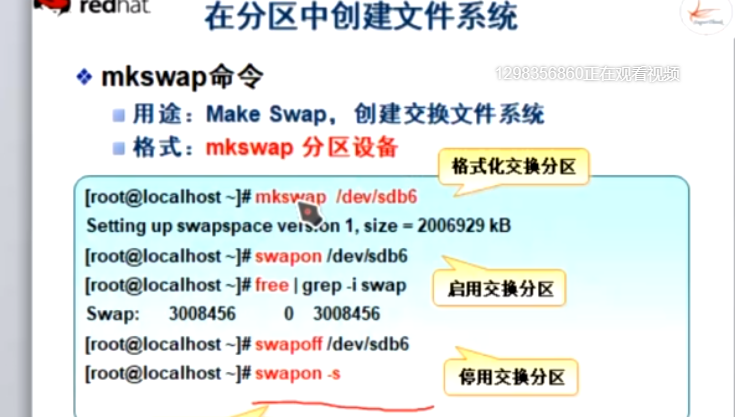 redhat
在分区中创建文件系统
1298356860正在观看视频
mkswap命令
用途：Make Swap，创建交换文件系统
格式：mkswap 分区设备
格式化交换分区
[root@localhost ~]# mkswap /dev/sdb6
Setting up swapspace version 1, size = 2006929 kB
[root@localhost ~]# swapon /dev/sdb6
[root@localhost ~]# free | grep -i swap
启用交换分区
Swap: 3008456 0 3008456
[root@localhost ~]# swapoff /dev/sdb6
[root@localhost ~]# swapon -s
停用交换分区